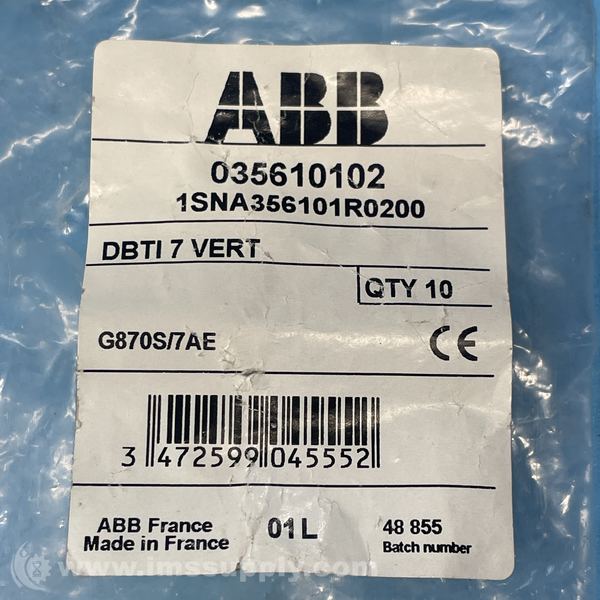 ABB
035610102
1SNA356101R0200
DBTI 7 VERT
QTY 10
G870S/7AE
CE
3 472599 045552
ABB France 01 L 48 855
Made in France Batch number
www.imssupply.com